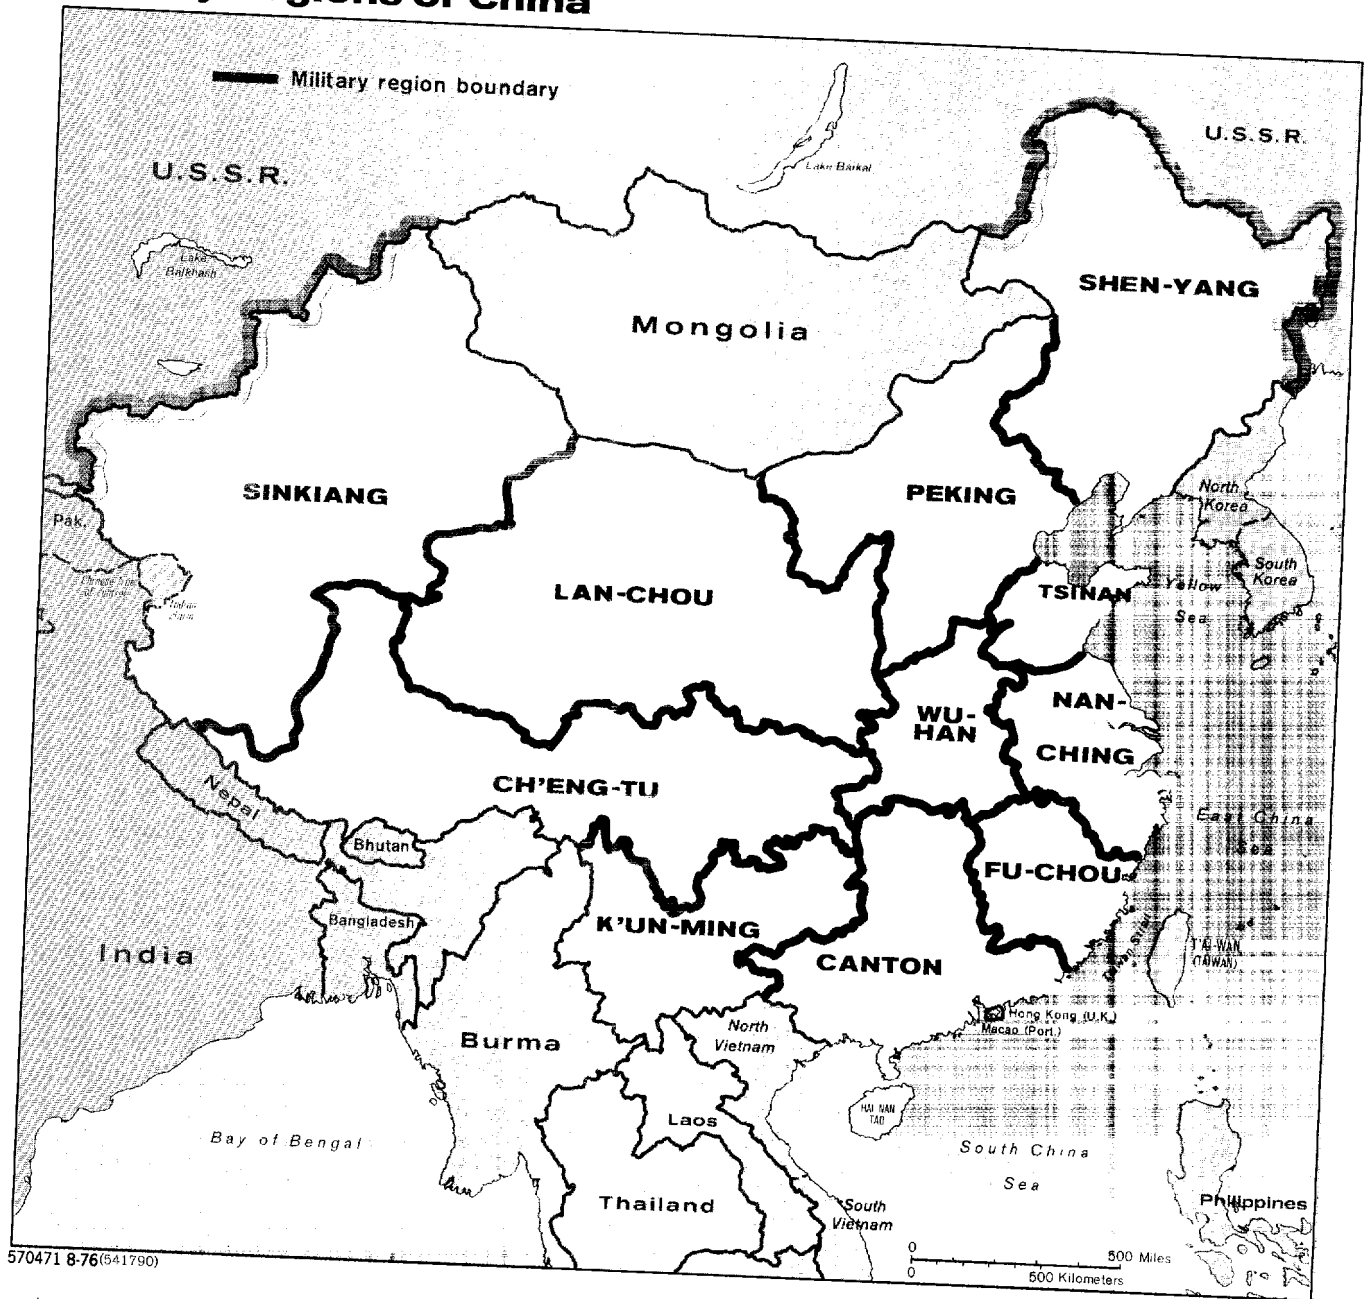 of China
Military region boundary
U.S.S.R.
U.S.S.R.
Lake Baikal
Lake
Balkhash
SHEN-YANG
Mongolia
SINKIANG
PEKING
North
Korea
Pak.
South
Korea
LAN-CHOU
TSINAN
Yellow
Sea
NAN-
CHING
WU-
HAN
CH'ENG-TU
Nepal
East China
Sea
Bhutan
FU-CHOU
Bangladesh
K'UN-MING
India
CANTON
Taiwan Strait
T'AI-WAN
(TAIWAN)
Hong Kong (U.K.)
Macao (Port.)
North
Vietnam
Burma
HAI-NAN
TAO
Laos
Bay of Bengal
South China
Sea
Thailand
South
Vietnam
Philippines
0 500 Miles
0 500 Kilometers
570471 8-76 (541790)